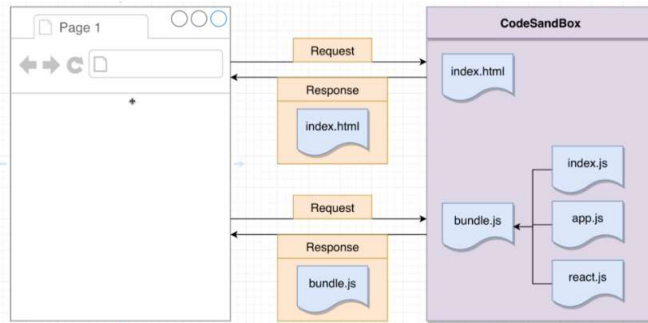 Page 1
Request
Response
index.html
Request
Response
bundle.js
CodeSandBox
index.html
bundle.js
index.js
app.js
react.js